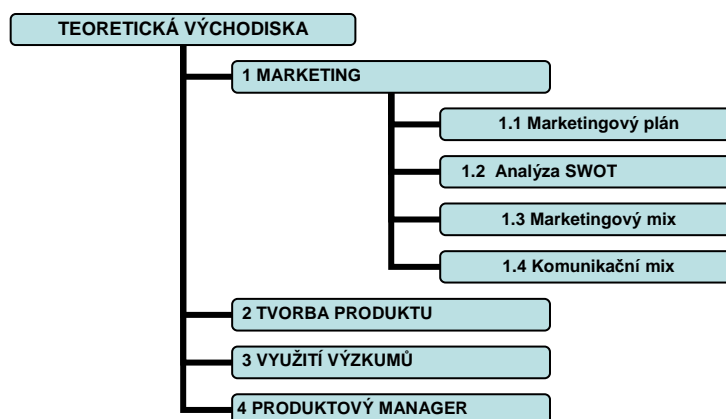 TEORETICKÁ VÝCHODISKA
1 MARKETING
1.1 Marketingový plán
1.2 Analýza SWOT
1.3 Marketingový mix
1.4 Komunikační mix
2 TVORBA PRODUKTU
3 VYUŽITÍ VÝZKUMŮ
4 PRODUKTOVÝ MANAGER